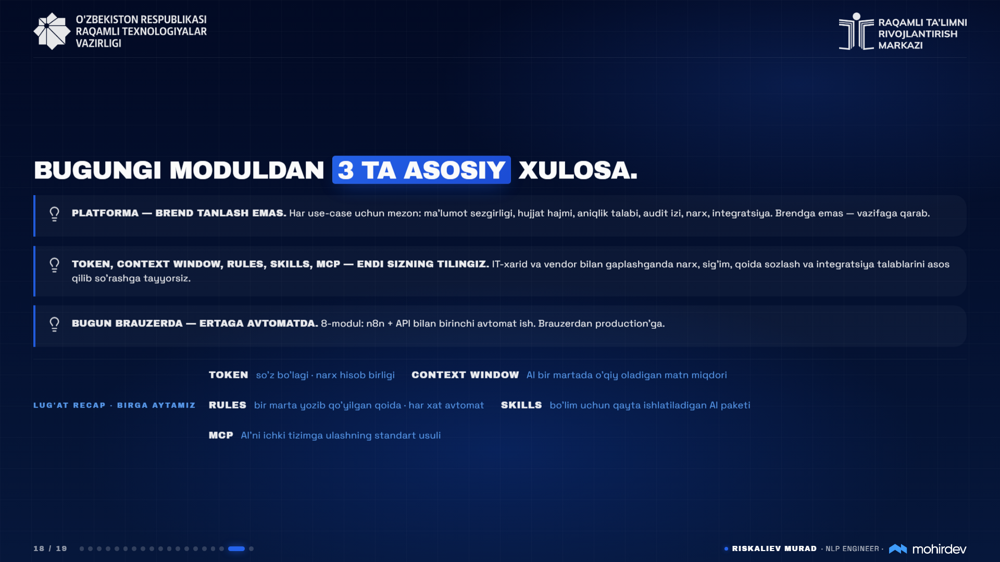 O'ZBEKISTON RESPUBLIKASI
RAQAMLI TEXNOLOGIYALAR
VAZIRLIGI
RAQAMLI TA’LIMNI
RIVOJLANTIRISH
MARKAZI
BUGUNGI MODULDAN 3 TA ASOSIY XULOSA.
PLATFORMA — BREND TANLASH EMAS. Har use-case uchun mezon: ma’lumot sezgirligi, hujjat hajmi, aniqlik talabi, audit izi, narx, integratsiya. Brendga emas — vazifaga qarab.
TOKEN, CONTEXT WINDOW, RULES, SKILLS, MCP — ENDI SIZNING TILINGIZ. IT-xarid va vendor bilan gaplashganda narx, sig’im, qoida sozlash va integratsiya talablarini asos
qilib so’rashga tayyorsiz.
BUGUN BRAUZERDA — ERTAGA AVTOMATDA. 8-modul: n8n + API bilan birinchi avtomat ish. Brauzerdan production’ga.
TOKEN so’z bo’lagi · narx hisob birligi CONTEXT WINDOW AI bir martada o’qiy oladigan matn miqdori
LUG'AT RECAP · BIRGA AYTAMIZ RULES bir marta yozib qo’yilgan qoida · har xat avtomat SKILLS bo’lim uchun qayta ishlatiladigan AI paketi
MCP AI’ni ichki tizimga ulashning standart usuli
18 / 19
RISKALIEV MURAD · NLP ENGINEER · mohirdev